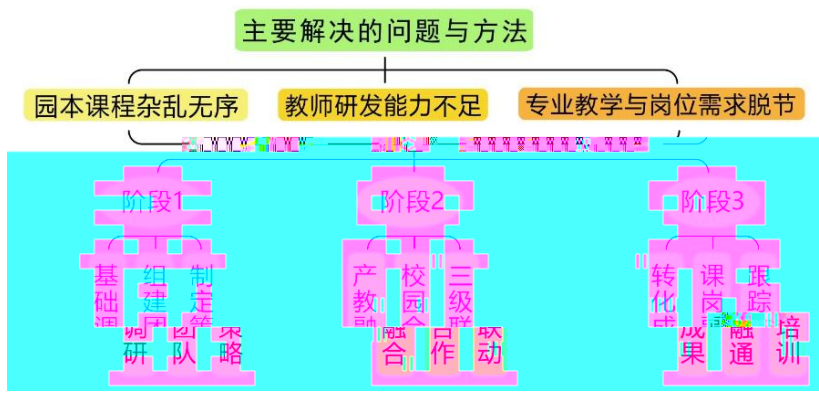 主要解决的问题与方法
园本课程杂乱无序
教师研发能力不足
专业教学与岗位需求脱节
阶段1
阶段2
阶段3
基础调研
组建团队
制定策略
产教融合
校园合作
三级联动
转化成果
课岗融通
跟踪培训